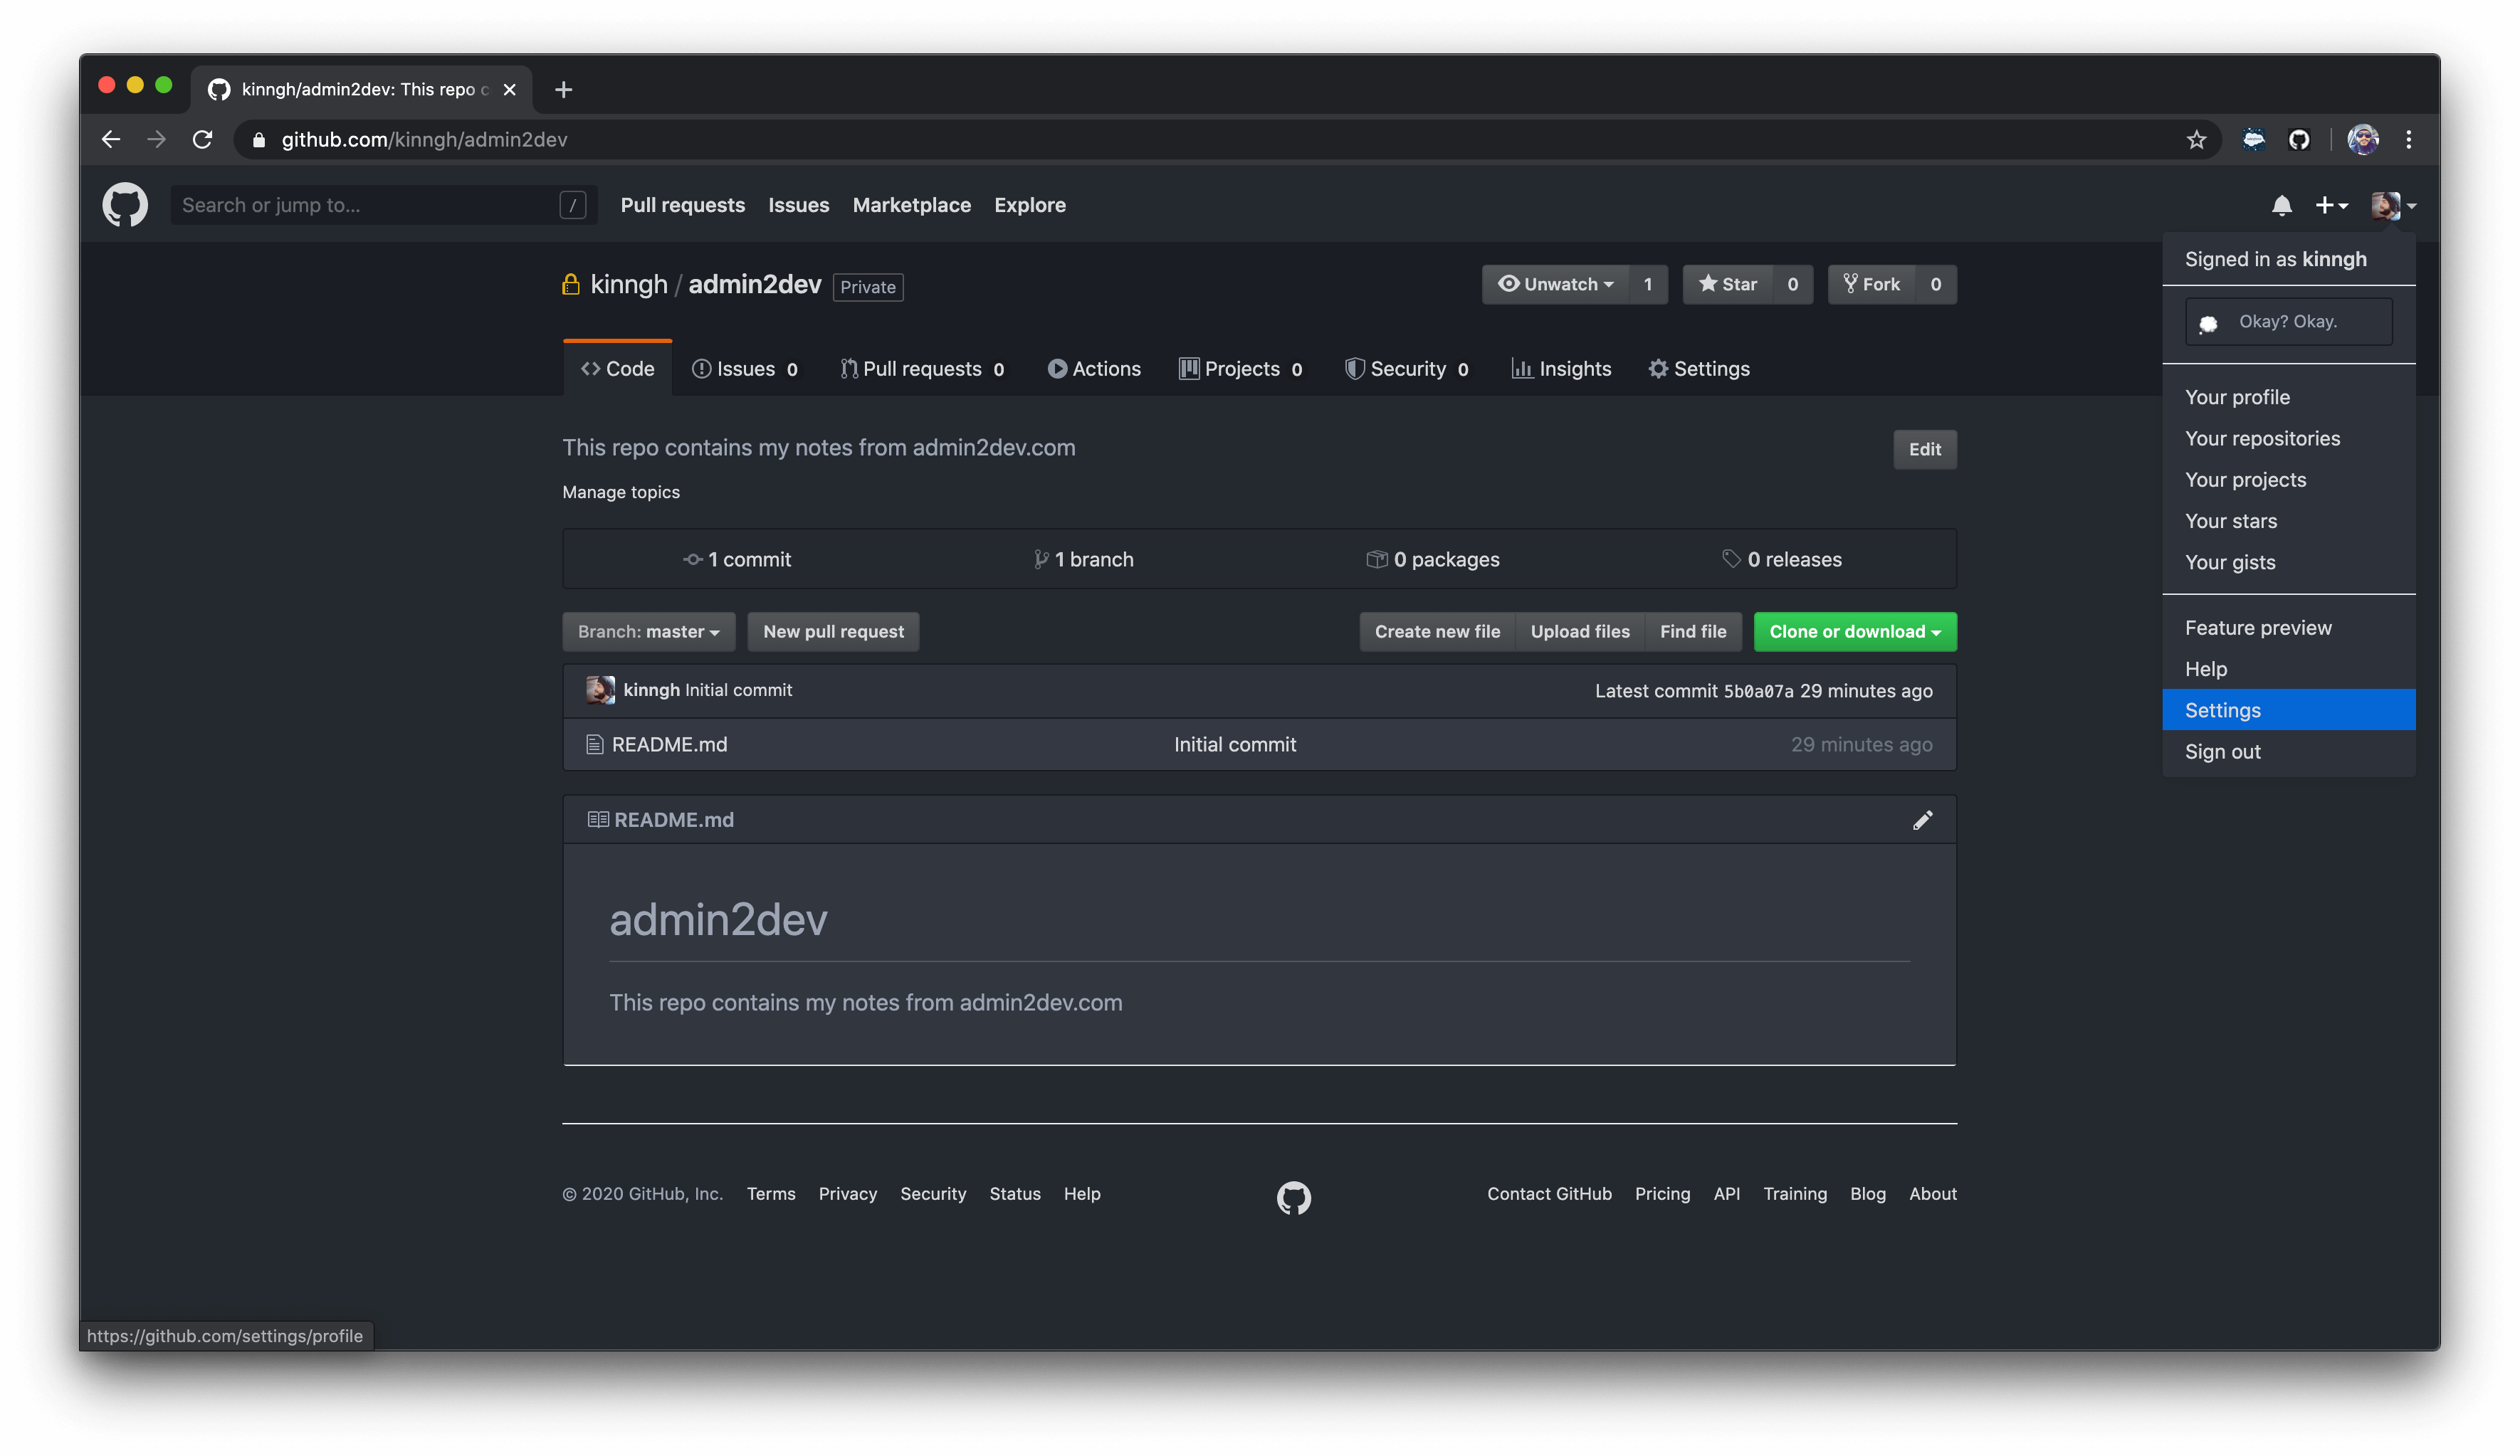 kinngh/admin2dev: This repo c
github.com/kinngh/admin2dev
Search or jump to...
/
Pull requests
Issues
Marketplace
Explore
Signed in as kinngh
Okay? Okay.
Your profile
Your repositories
Your projects
Your stars
Your gists
Feature preview
Help
Settings
Sign out
kinngh / admin2dev Private
Unwatch 1
Star 0
Fork 0
Code
Issues 0
Pull requests 0
Actions
Projects 0
Security 0
Insights
Settings
This repo contains my notes from admin2dev.com
Edit
Manage topics
1 commit
1 branch
0 packages
0 releases
Branch: master
New pull request
Create new file
Upload files
Find file
Clone or download
kinngh Initial commit
Latest commit 5b0a07a 29 minutes ago
README.md
Initial commit
29 minutes ago
README.md
admin2dev
This repo contains my notes from admin2dev.com
© 2020 GitHub, Inc.
Terms
Privacy
Security
Status
Help
Contact GitHub
Pricing
API
Training
Blog
About
https://github.com/settings/profile